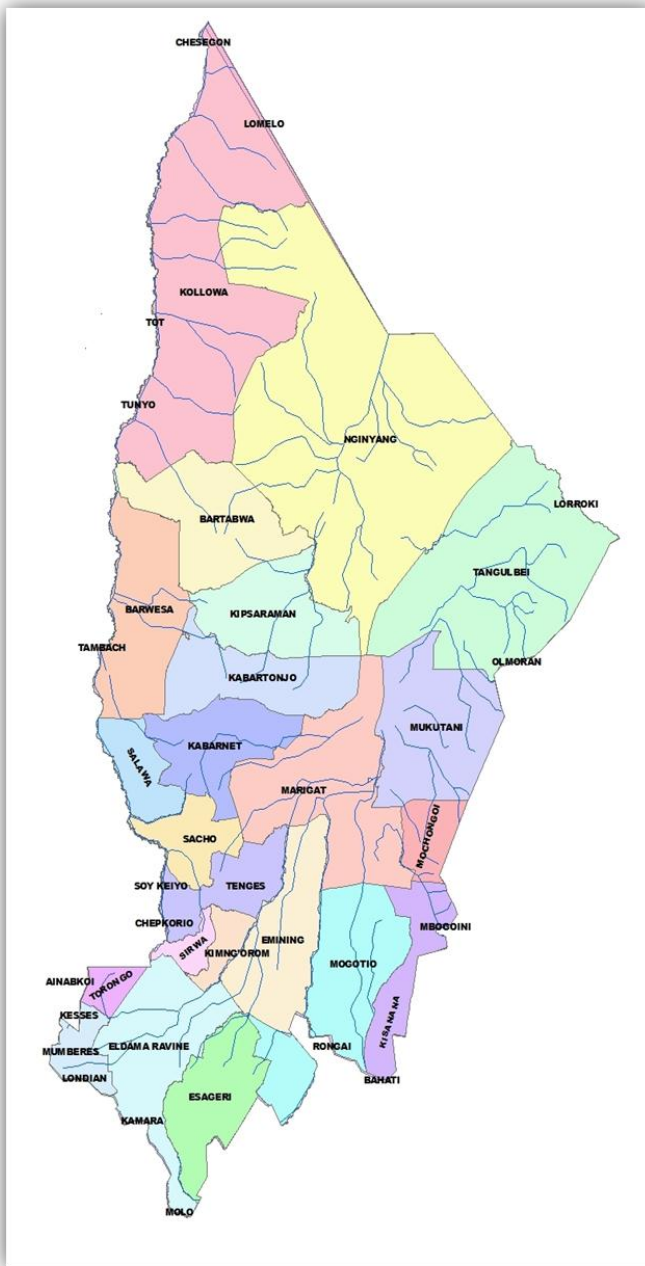 CHESEGON
LOMELO
KOLLOWA
TOT
TUNYO
NGINYANG
BARTABWA
LORROKI
TANGULBEI
BARWESA
KIPSARAMAN
TAMBACH
OLMORAN
KABARTONJO
MUKUTANI
KABARNET
SALAWA
MARIGAT
MOCHONGOI
SACHO
SOY KEIYO
TENGES
CHEPKORIO
MBOGOINI
EMINING
SIRWA
KIMNG'OROM
MOGOTIO
AINABKOI
TORONGO
KESSES
KISANANA
MUMBERES
ELDAMA RAVINE
RONGAI
LONDIAN
BAHATI
ESAGERI
KAMARA
MOLO